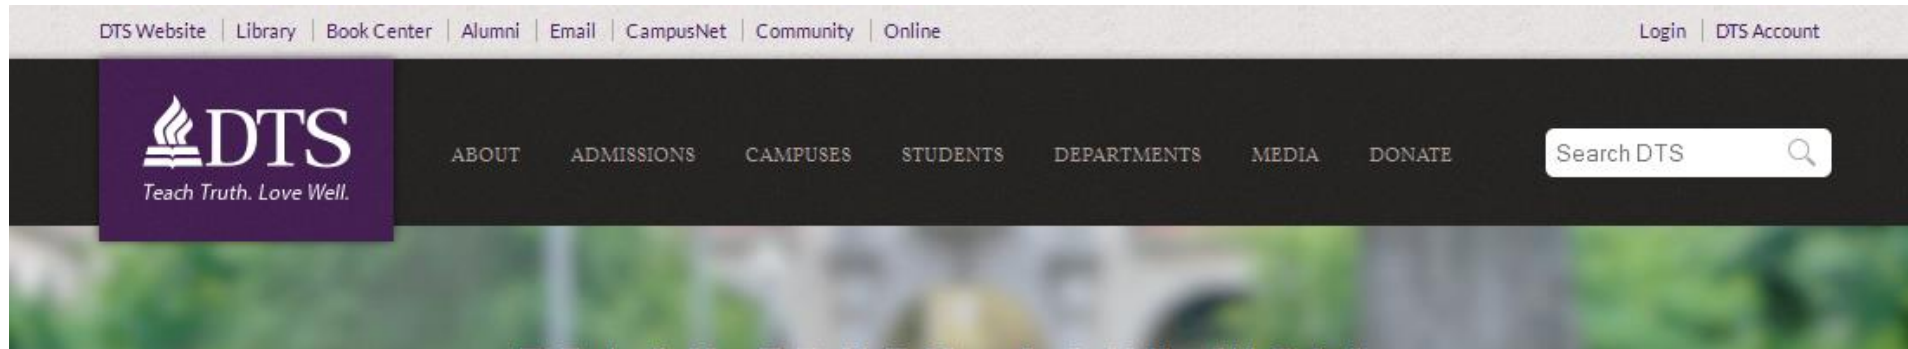 DTS Website | Library | Book Center | Alumni | Email | CampusNet | Community | Online Login | DTS Account
DTS
Teach Truth. Love Well.
ABOUT ADMISSIONS CAMPUSES STUDENTS DEPARTMENTS MEDIA DONATE Search DTS